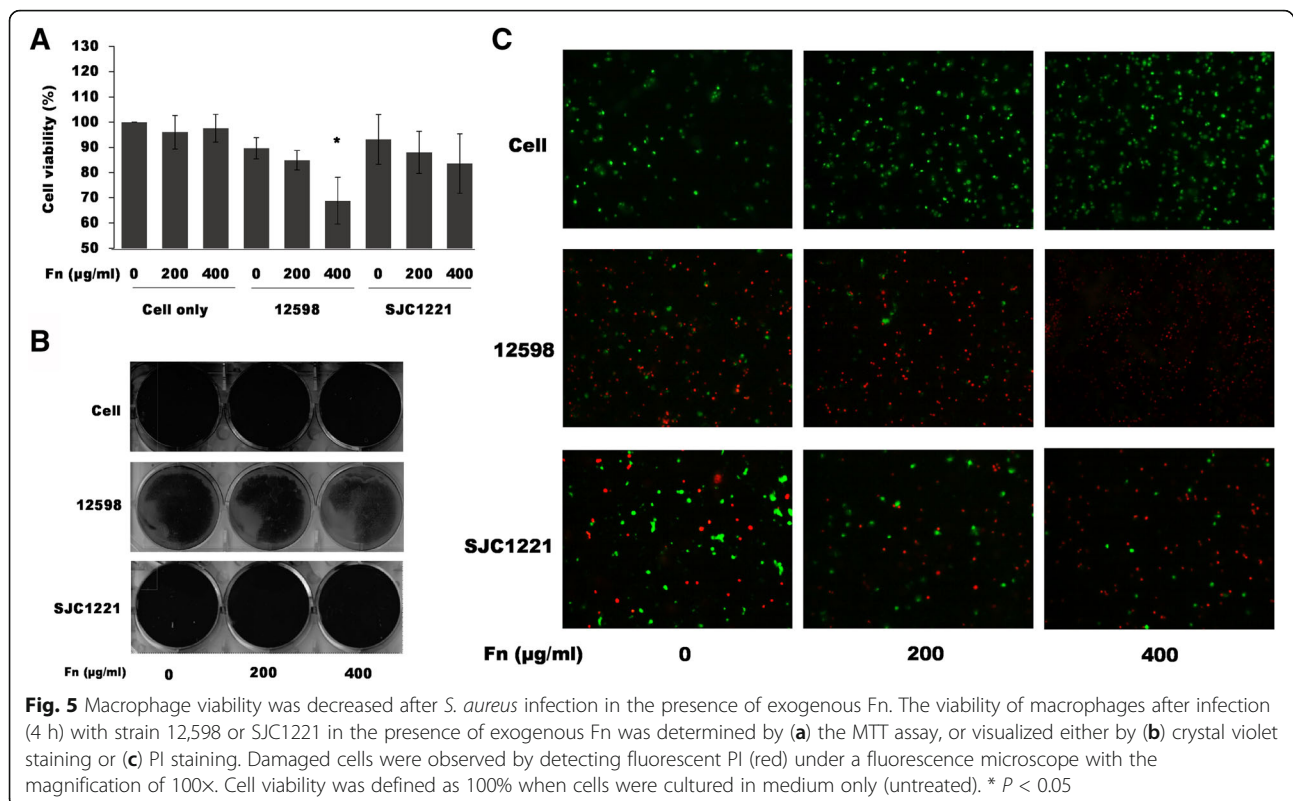 A
130
120
110
100
90
80
70
60
50
Cell viability (%)
*
Fn (µg/ml) 0 200 400 0 200 400 0 200 400
Cell only 12598 SJC1221
B
Cell
12598
SJC1221
Fn (µg/ml) 0 200 400
C
Cell
12598
SJC1221
Fn (µg/ml) 0 200 400
Fig. 5 Macrophage viability was decreased after S. aureus infection in the presence of exogenous Fn. The viability of macrophages after infection
(4 h) with strain 12,598 or SJC1221 in the presence of exogenous Fn was determined by (a) the MTT assay, or visualized either by (b) crystal violet
staining or (c) PI staining. Damaged cells were observed by detecting fluorescent PI (red) under a fluorescence microscope with the
magnification of 100×. Cell viability was defined as 100% when cells were cultured in medium only (untreated). * P < 0.05